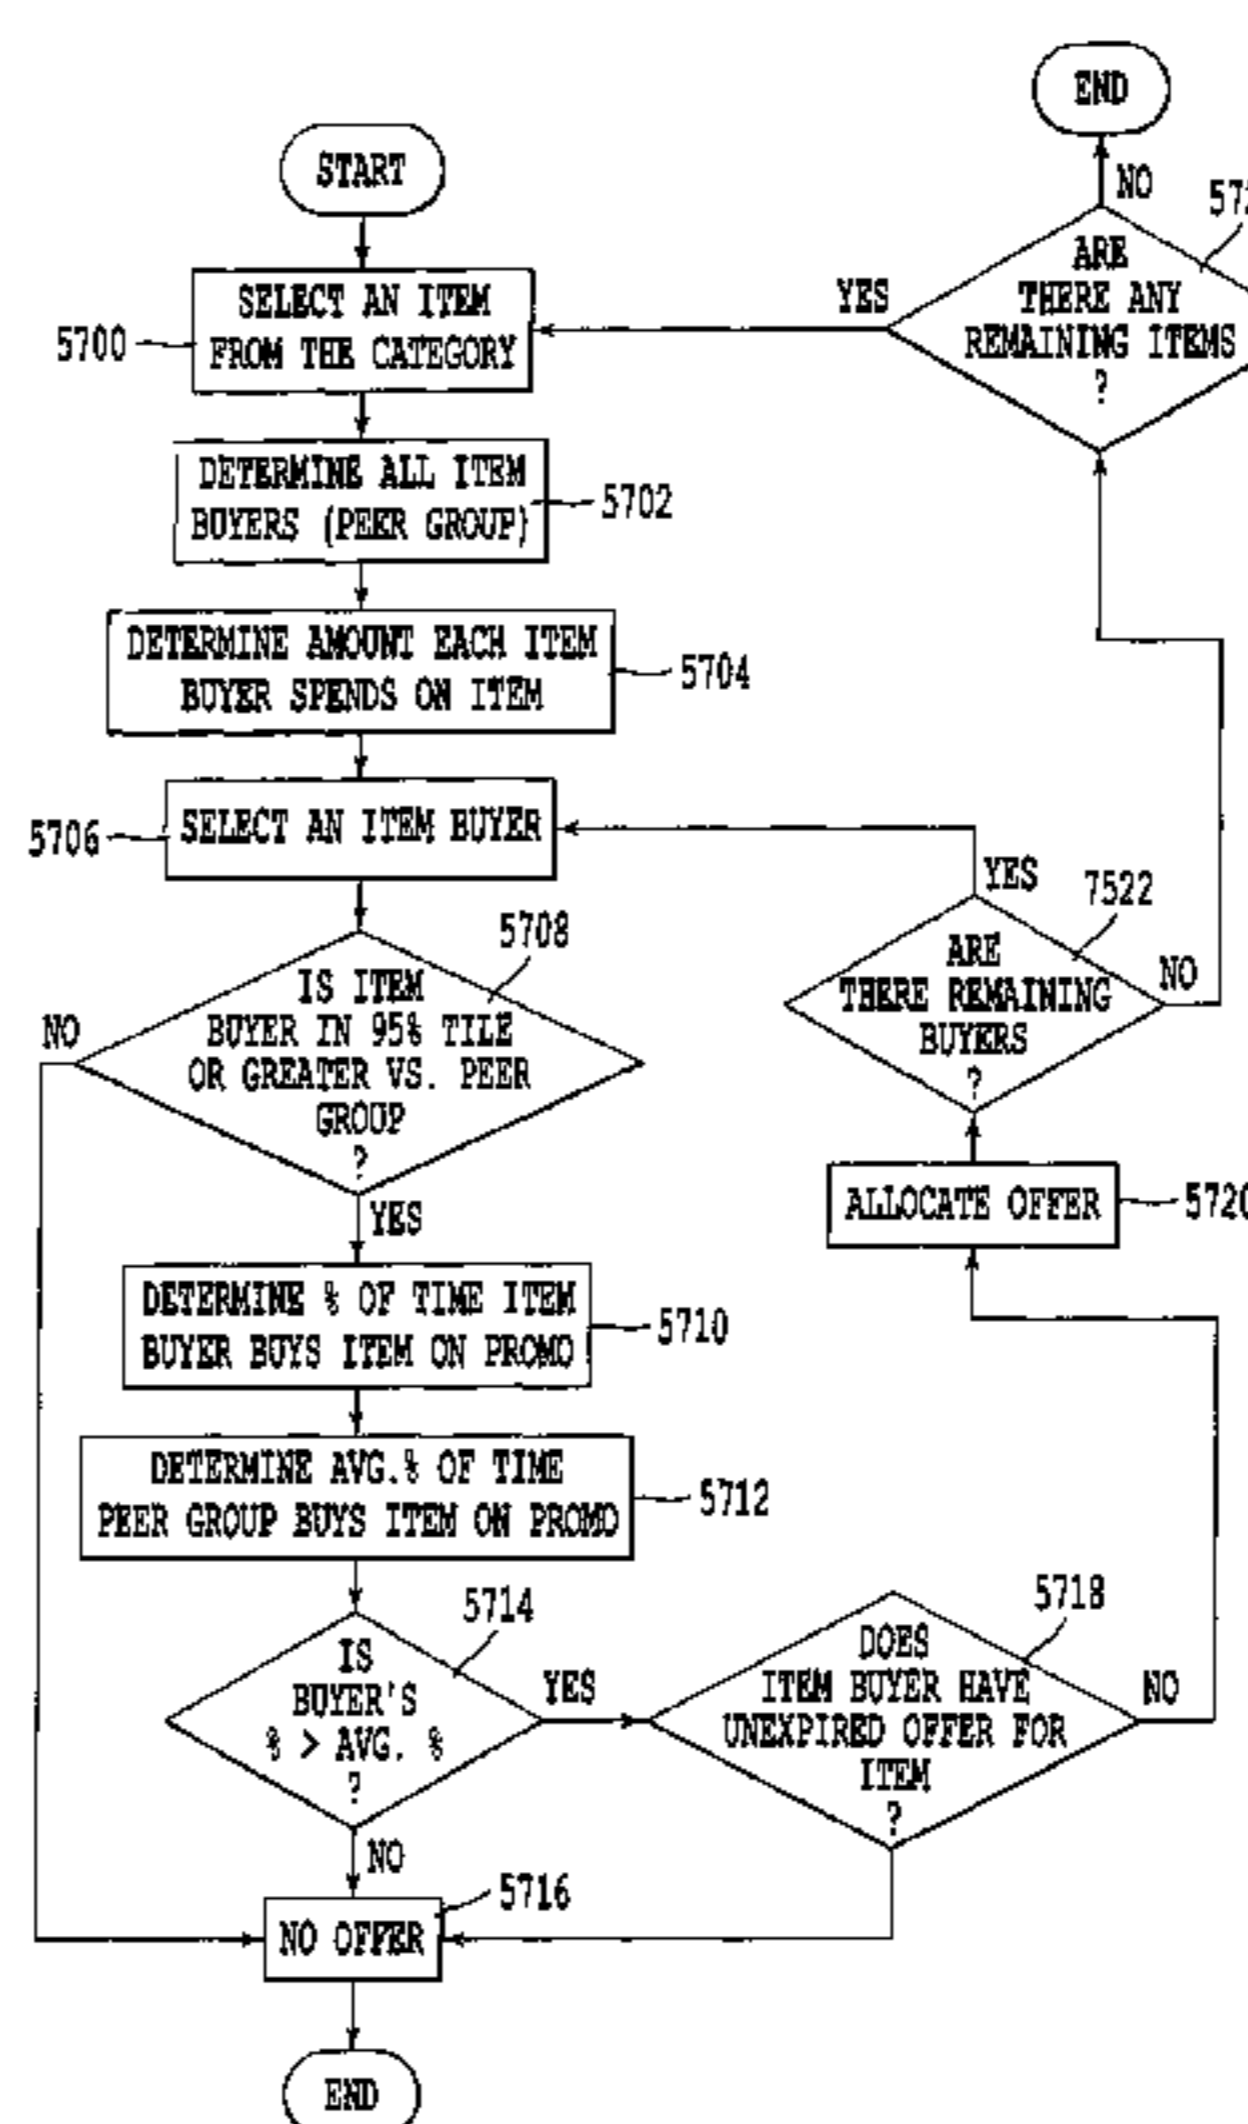 START
SELECT AN ITEM
FROM THE CATEGORY
5700
DETERMINE ALL ITEM
BUYERS (PEER GROUP)
5702
DETERMINE AMOUNT EACH ITEM
BUYER SPENDS ON ITEM
5704
SELECT AN ITEM BUYER
5706
5708
IS ITEM
BUYER IN 95% TILE
OR GREATER VS. PEER
GROUP
?
NO
YES
DETERMINE % OF TIME ITEM
BUYER BUYS ITEM ON PROMO
5710
DETERMINE AVG.% OF TIME
PEER GROUP BUYS ITEM ON PROMO
5712
5714
IS
BUYER'S
% > AVG. %
?
YES
NO
5716
NO OFFER
END
5718
DOES
ITEM BUYER HAVE
UNEXPIRED OFFER FOR
ITEM
?
NO
ALLOCATE OFFER
5720
7522
ARE
THERE REMAINING
BUYERS
?
YES
NO
ARE
THERE ANY
REMAINING ITEMS
?
YES
NO
END